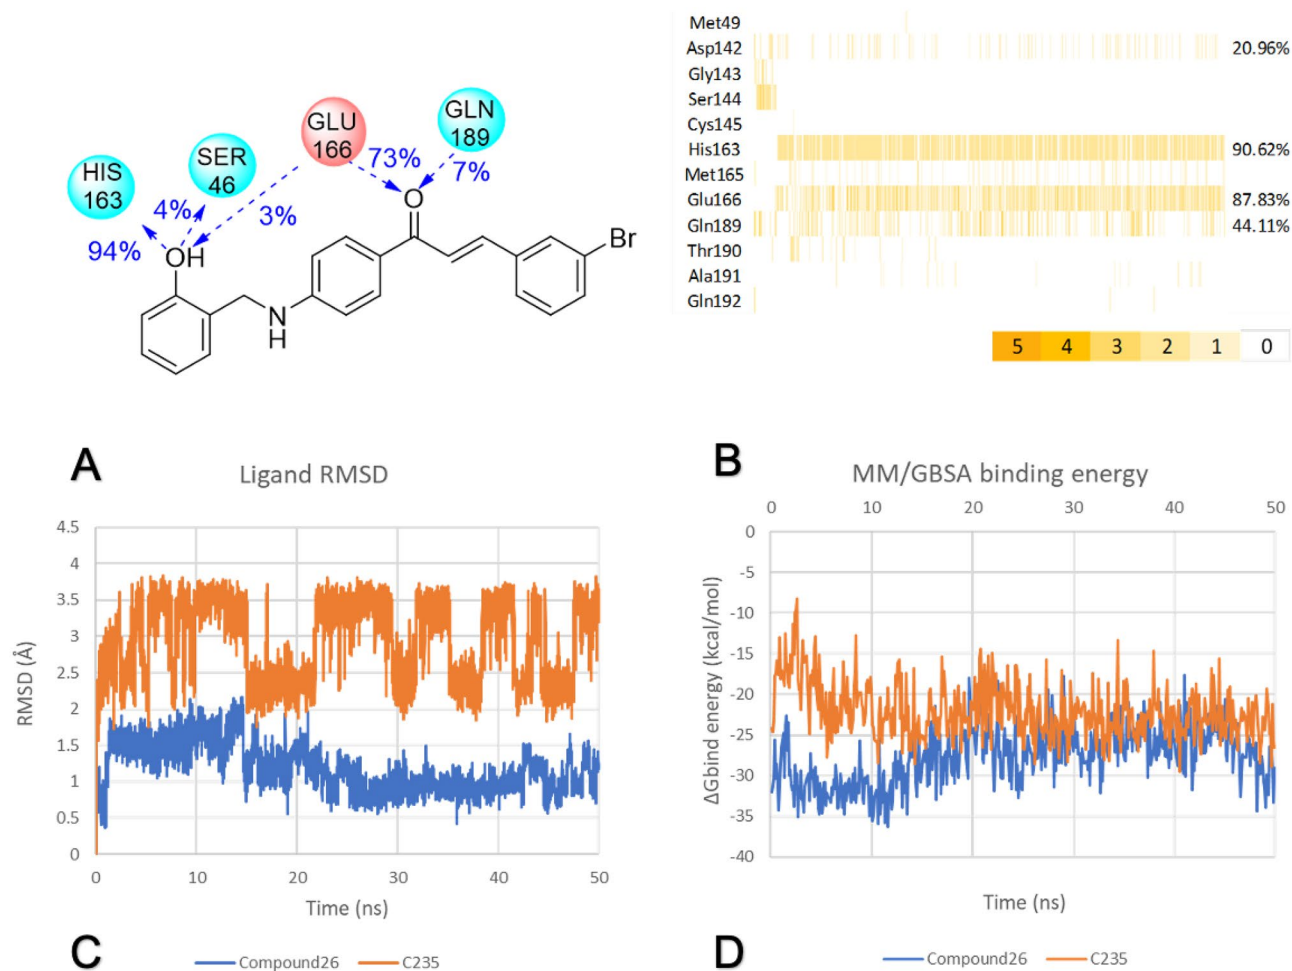 HIS
163
SER
46
GLU
166
GLN
189
94%
4%
3%
73%
7%
OH
O
N
H
Br
A
Met49
Asp142 20.96%
Gly143
Ser144
Cys145
His163 90.62%
Met165
Glu166 87.83%
Gln189 44.11%
Thr190
Ala191
Gln192
5 4 3 2 1 0
B
Ligand RMSD
RMSD (Å)
4.5
4
3.5
3
2.5
2
1.5
1
0.5
0
0 10 20 30 40 50
Time (ns)
C
Compound26 C235
MM/GBSA binding energy
0 10 20 30 40 50
ΔGbind energy (kcal/mol)
0
-5
-10
-15
-20
-25
-30
-35
-40
Time (ns)
D
Compound26 C235